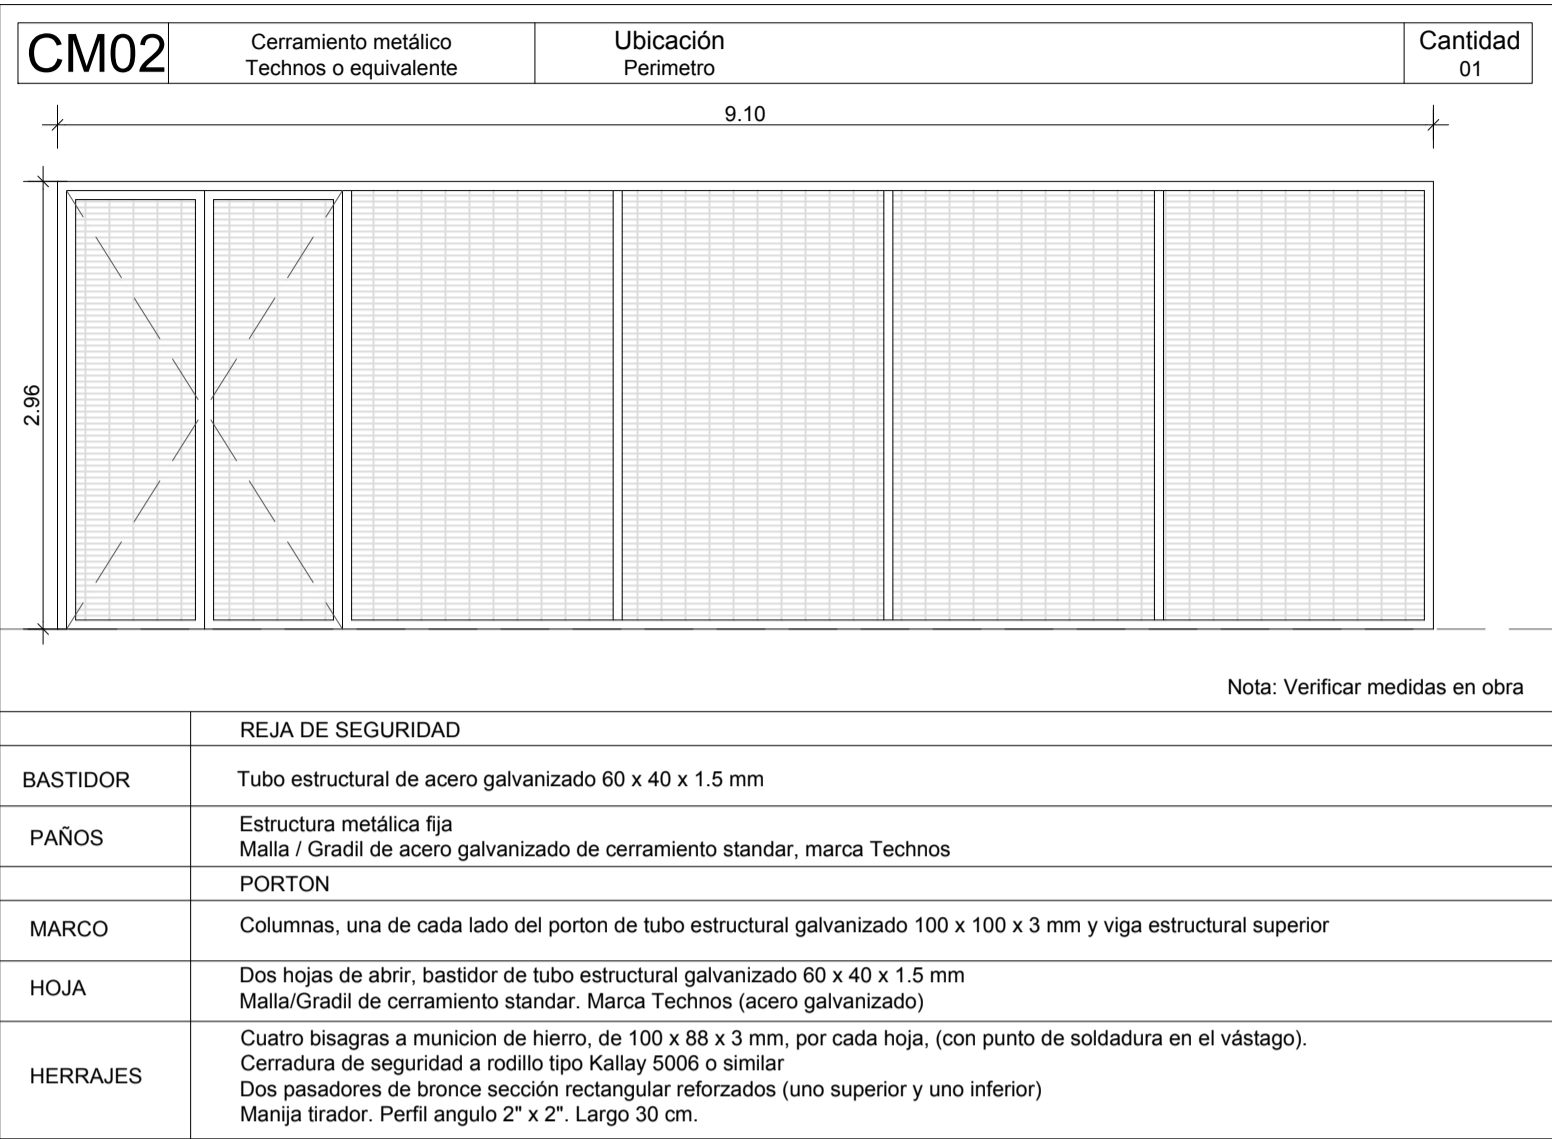 CM02
Cerramiento metálico
Technos o equivalente
Ubicación
Perimetro
Cantidad
01
9.10
2.96
Nota: Verificar medidas en obra
REJA DE SEGURIDAD
BASTIDOR
Tubo estructural de acero galvanizado 60 x 40 x 1.5 mm
PAÑOS
Estructura metálica fija
Malla / Gradil de acero galvanizado de cerramiento standar, marca Technos
PORTON
MARCO
Columnas, una de cada lado del porton de tubo estructural galvanizado 100 x 100 x 3 mm y viga estructural superior
HOJA
Dos hojas de abrir, bastidor de tubo estructural galvanizado 60 x 40 x 1.5 mm
Malla/Gradil de cerramiento standar. Marca Technos (acero galvanizado)
HERRAJES
Cuatro bisagras a municion de hierro, de 100 x 88 x 3 mm, por cada hoja, (con punto de soldadura en el vástago).
Cerradura de seguridad a rodillo tipo Kallay 5006 o similar
Dos pasadores de bronce sección rectangular reforzados (uno superior y uno inferior)
Manija tirador. Perfil angulo 2" x 2". Largo 30 cm.